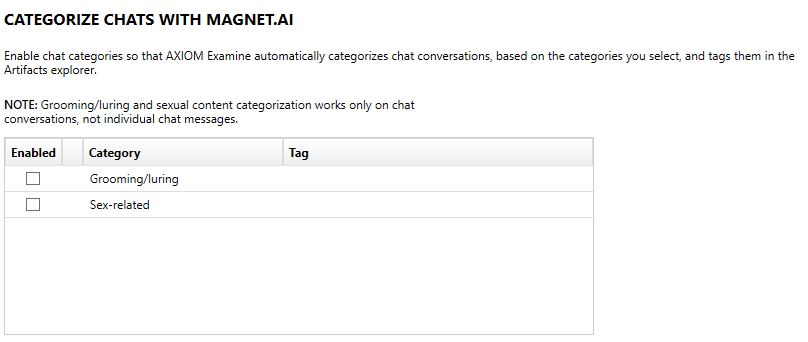 CATEGORIZE CHATS WITH MAGNET.AI
Enable chat categories so that AXIOM Examine automatically categorizes chat conversations, based on the categories you select, and tags them in the
Artifacts explorer.
NOTE: Grooming/luring and sexual content categorization works only on chat
conversations, not individual chat messages.
Enabled Category Tag
Grooming/luring
Sex-related